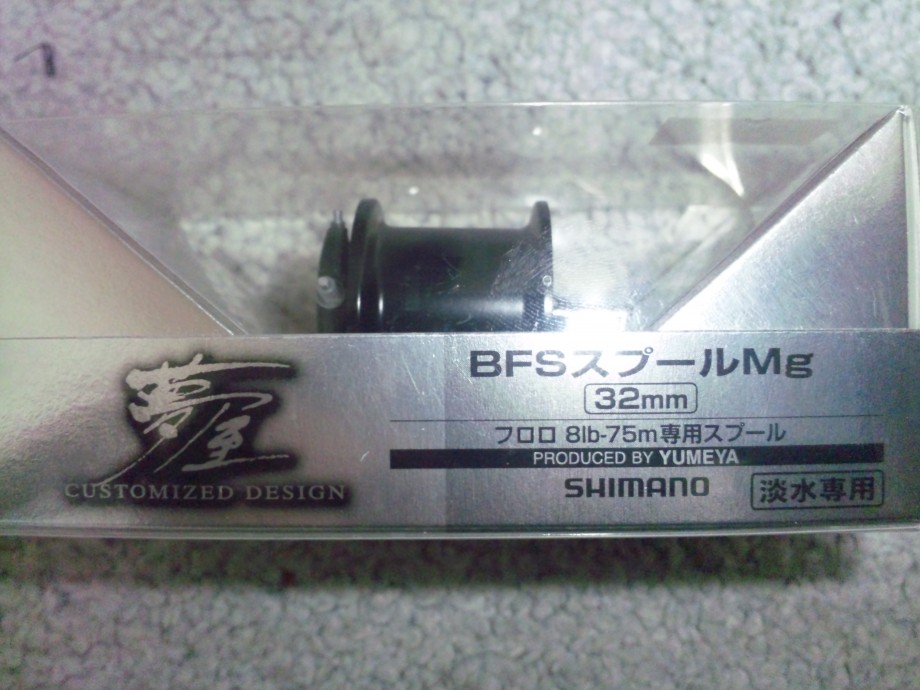 夢屋
CUSTOMIZED DESIGN
BFSスプールMg
32mm
フロロ 8lb-75m専用スプール
PRODUCED BY YUMEYA
SHIMANO
淡水専用